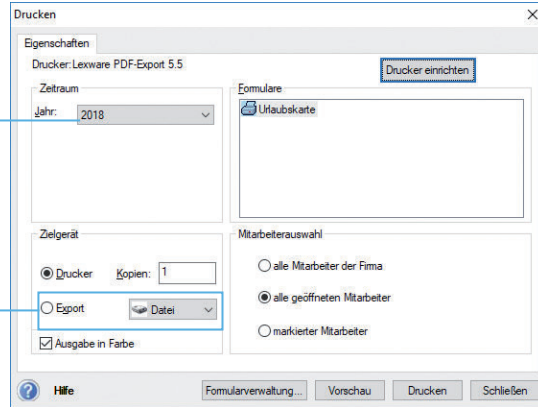 Drucken
Eigenschaften
Drucker: Lexware PDF-Export 5.5
Drucker einrichten
Zeitraum
Jahr: 2018
Formulare
Urlaubskarte
Zielgerät
Drucker Kopien: 1
Export Datei
Ausgabe in Farbe
Mitarbeiterauswahl
alle Mitarbeiter der Firma
alle geöffneten Mitarbeiter
markierter Mitarbeiter
? Hilfe Formularverwaltung... Vorschau Drucken Schließen